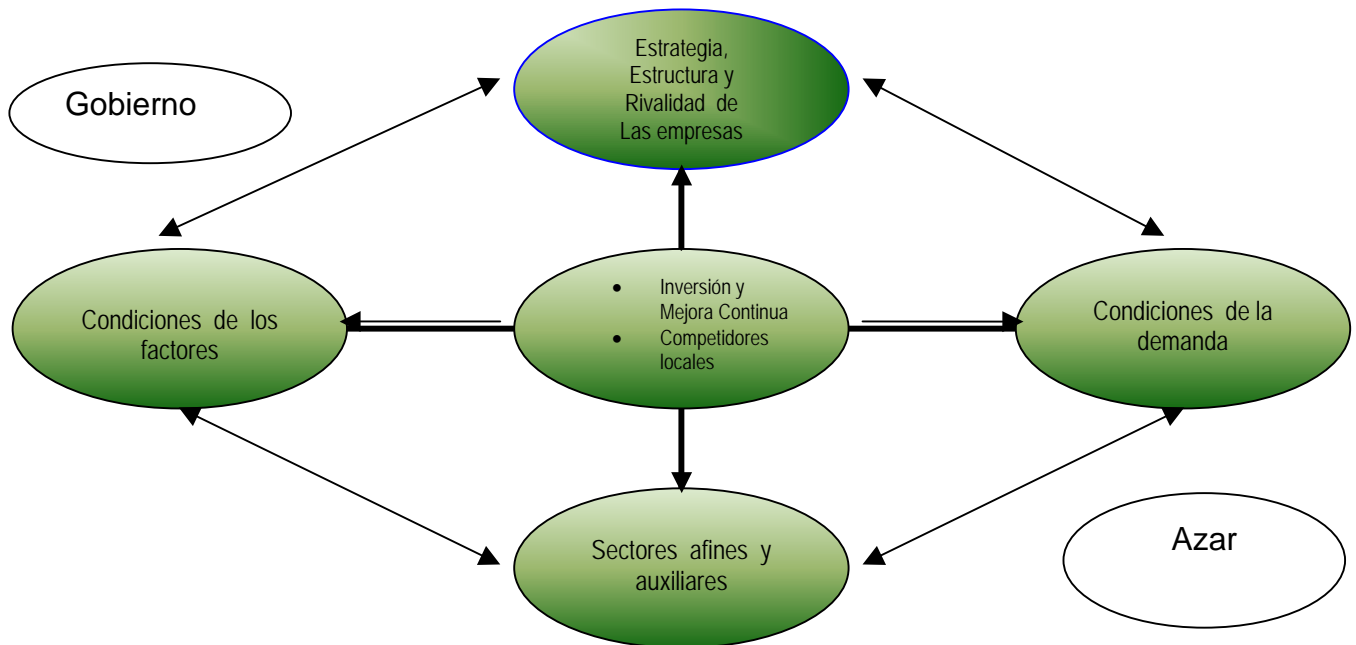 Estrategia,
Estructura y
Rivalidad de
Las empresas
Gobierno
Condiciones de los
factores
• Inversión y
Mejora Continua
• Competidores
locales
Condiciones de la
demanda
Sectores afines y
auxiliares
Azar